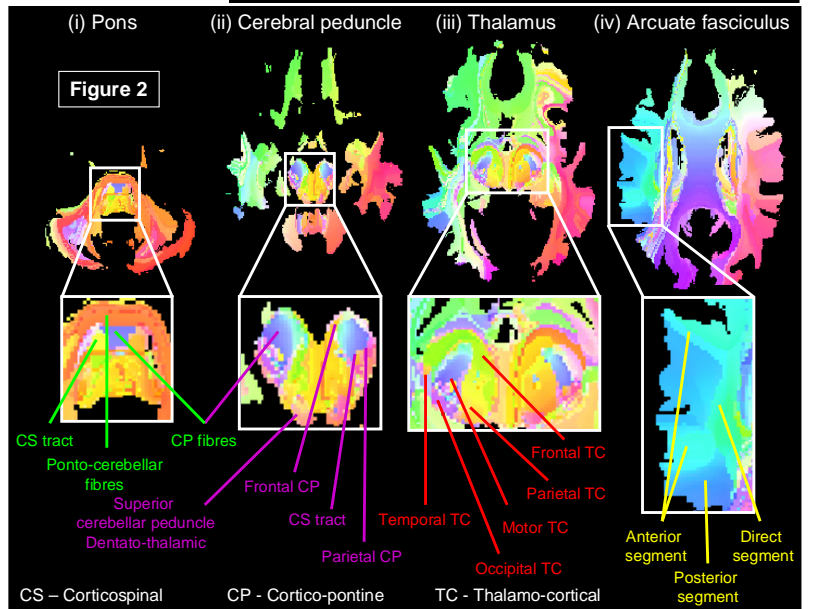 (i) Pons
(ii) Cerebral peduncle
(iii) Thalamus
(iv) Arcuate fasciculus
Figure 2
CS tract
CP fibres
Ponto-cerebellar
fibres
Superior
cerebellar peduncle
Dentato-thalamic
Frontal CP
CS tract
Parietal CP
Frontal TC
Parietal TC
Temporal TC
Motor TC
Occipital TC
Anterior
segment
Direct
segment
Posterior
segment
CS – Corticospinal
CP - Cortico-pontine
TC - Thalamo-cortical